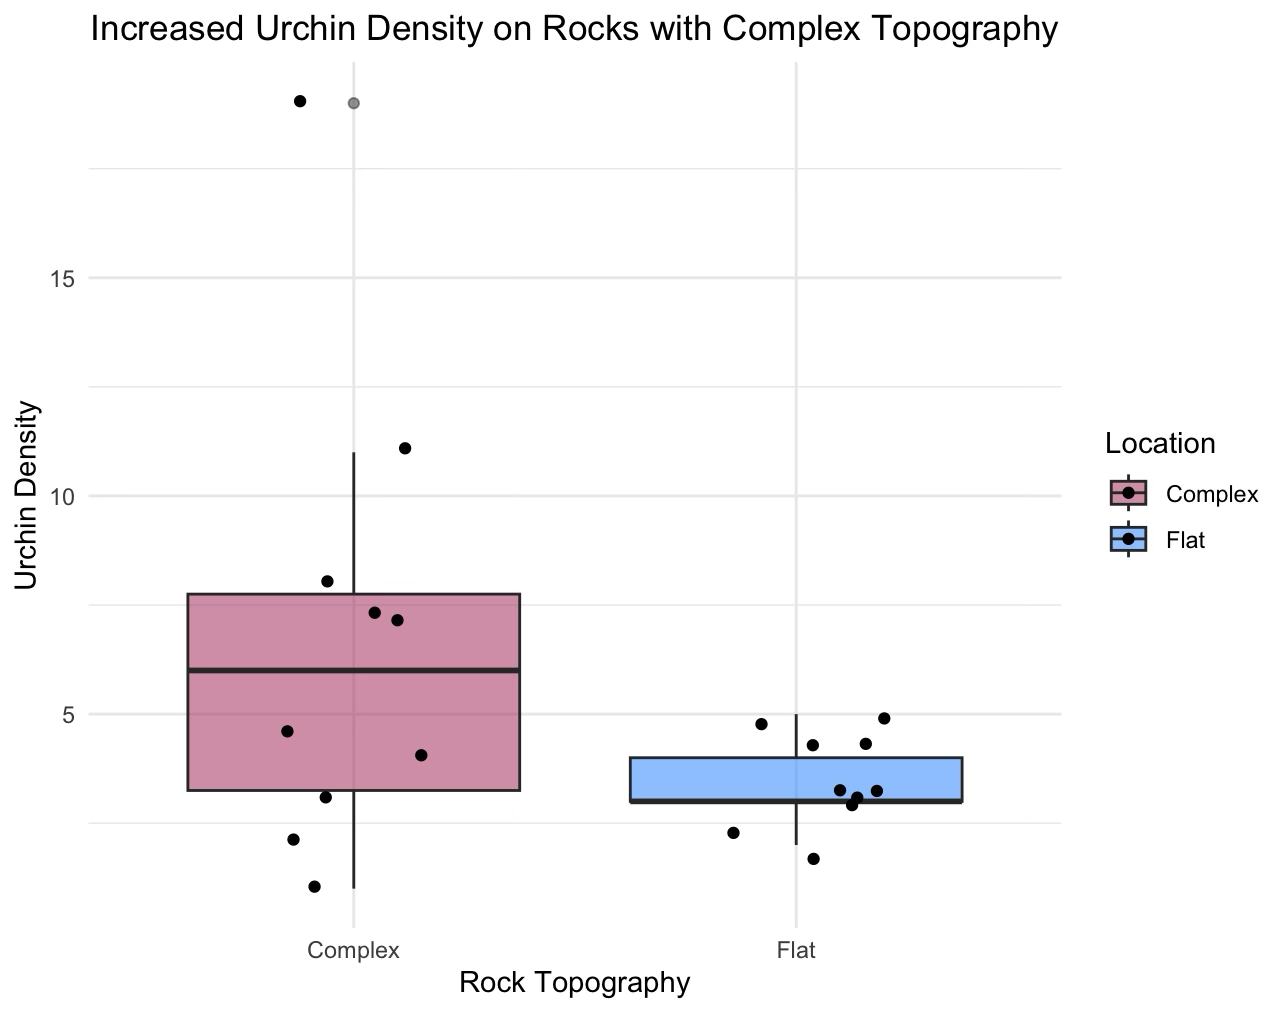 Increased Urchin Density on Rocks with Complex Topography
15
10
5
Urchin Density
Complex
Flat
Rock Topography
Location
Complex
Flat